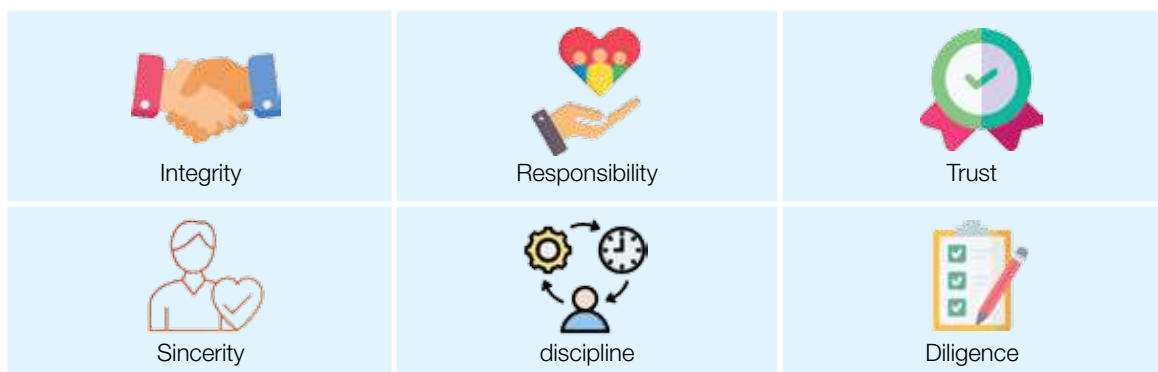 Integrity
Responsibility
Trust
Sincerity
discipline
Diligence